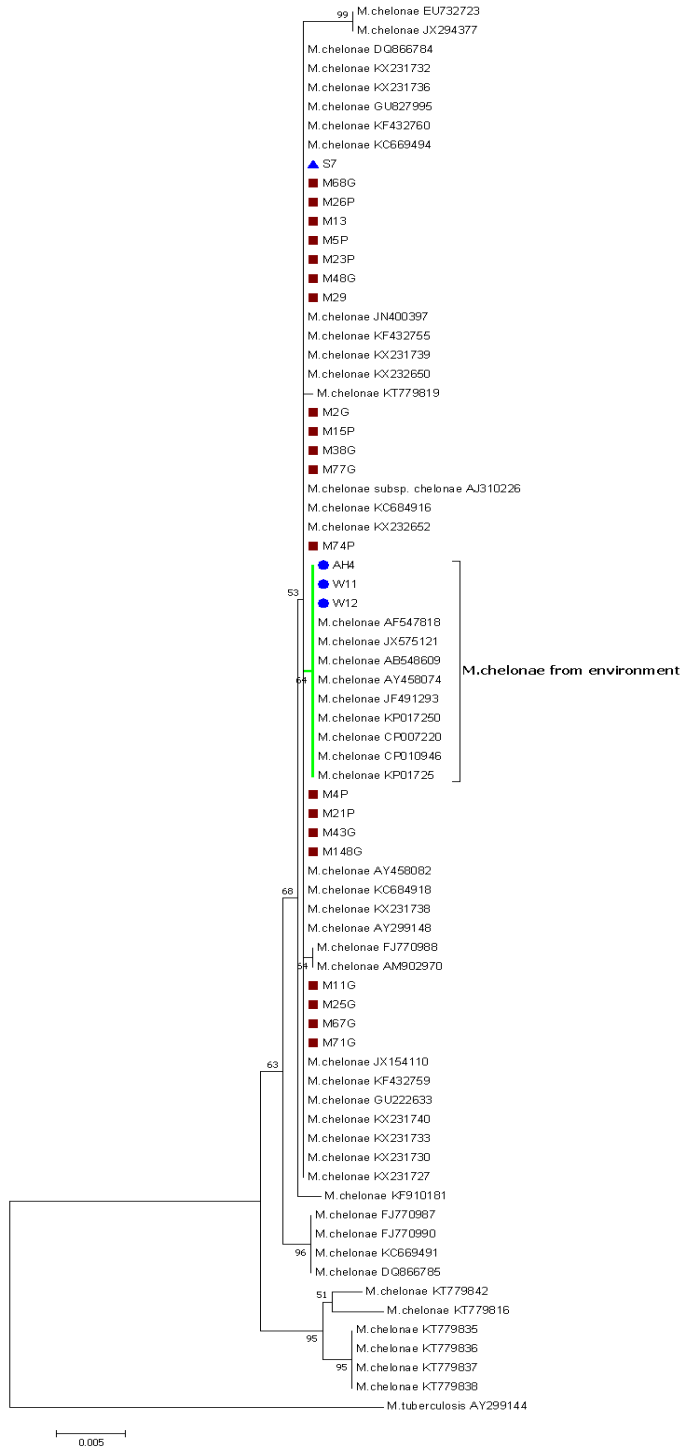 99
M.chelonae EU732723
M.chelonae JX294377
M.chelonae DQ866784
M.chelonae KX231732
M.chelonae KX231736
M.chelonae GU827995
M.chelonae KF432760
M.chelonae KC669494
S7
M68G
M26P
M13
M5P
M23P
M48G
M29
M.chelonae JN400397
M.chelonae KF432755
M.chelonae KX231739
M.chelonae KX232650
M.chelonae KT779819
M2G
M15P
M38G
M77G
M.chelonae subsp. chelonae AJ310226
M.chelonae KC684916
M.chelonae KX232652
M74P
AH4
W11
53
W12
M.chelonae AF547818
M.chelonae JX575121
M.chelonae AB548609
M.chelonae from environment
64
M.chelonae AY458074
M.chelonae JF491293
M.chelonae KP017250
M.chelonae CP007220
M.chelonae CP010946
M.chelonae KP01725
M4P
M21P
M43G
M148G
M.chelonae AY458082
68
M.chelonae KC684918
M.chelonae KX231738
M.chelonae AY299148
M.chelonae FJ770988
64
M.chelonae AM902970
M11G
M25G
M67G
M71G
63
M.chelonae JX154110
M.chelonae KF432759
M.chelonae GU222633
M.chelonae KX231740
M.chelonae KX231733
M.chelonae KX231730
M.chelonae KX231727
M.chelonae KF910181
M.chelonae FJ770987
M.chelonae FJ770990
96
M.chelonae KC669491
M.chelonae DQ866785
M.chelonae KT779842
51
M.chelonae KT779816
M.chelonae KT779835
95
M.chelonae KT779836
95
M.chelonae KT779837
M.chelonae KT779838
M.tuberculosis AY299144
0.005